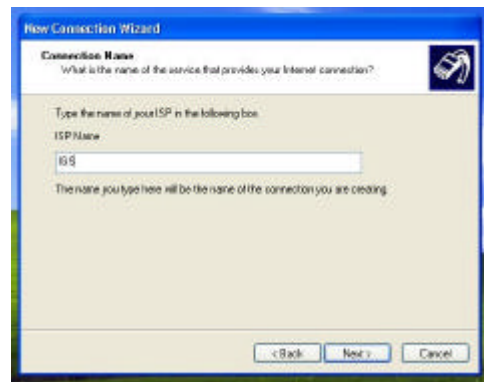 New Connection Wizard
Connection Name
What is the name of the service that provides your Internet connection?
Type the name of your ISP in the following box.
ISP Name
The name you type here will be the name of the connection you are creating.
< Back Next > Cancel